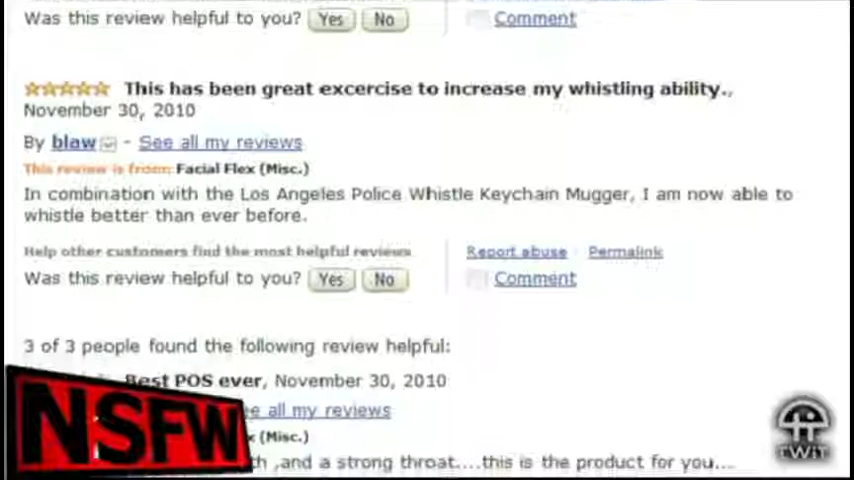 Was this review helpful to you? Yes No Comment
This has been great excercise to increase my whistling ability.,
November 30, 2010
By blaw - See all my reviews
This review is from: Facial Flex (Misc.)
In combination with the Los Angeles Police Whistle Keychain Mugger, I am now able to
whistle better than ever before.
Help other customers find the most helpful reviews Report abuse Permalink
Was this review helpful to you? Yes No Comment
3 of 3 people found the following review helpful:
Best POS ever, November 30, 2010
all my reviews
(Misc.)
,and a strong throat....this is the product for you...
NSFW
TWiT